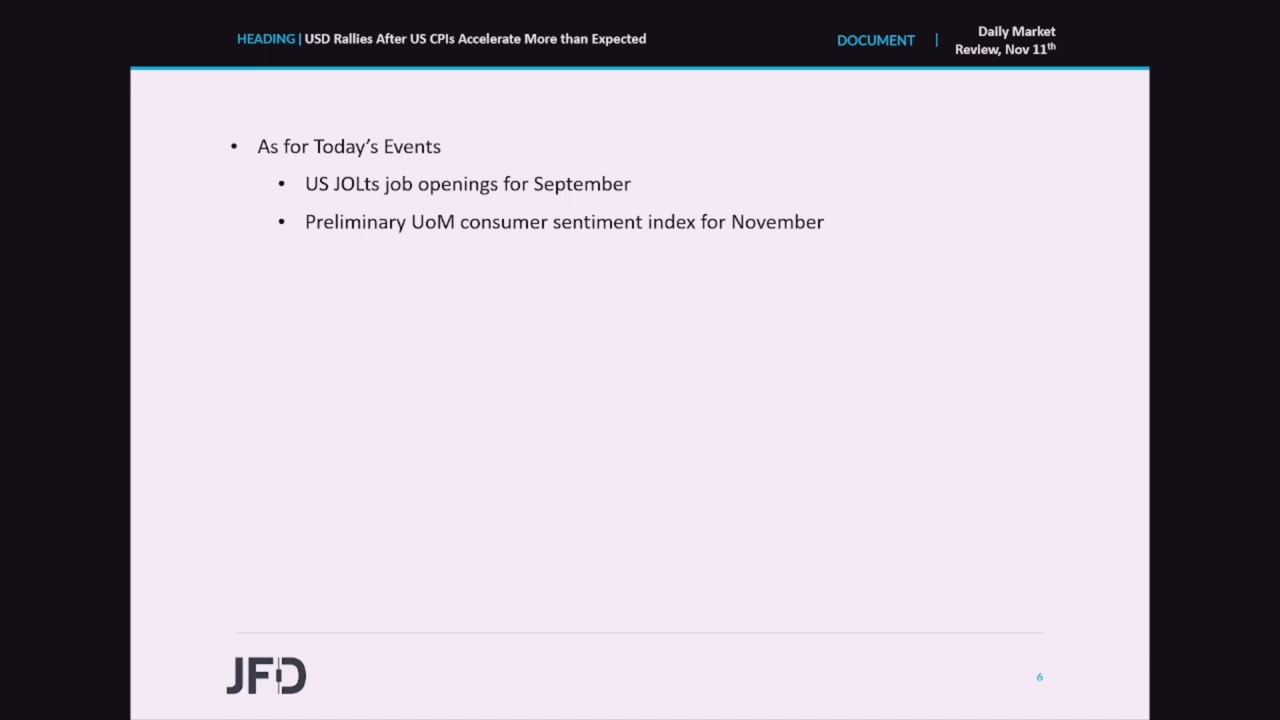 HEADING | USD Rallies After US CPIs Accelerate More than Expected
DOCUMENT |
Daily Market
Review, Nov 11th
• As for Today's Events
• US JOLts job openings for September
• Preliminary UoM consumer sentiment index for November
JFD
6